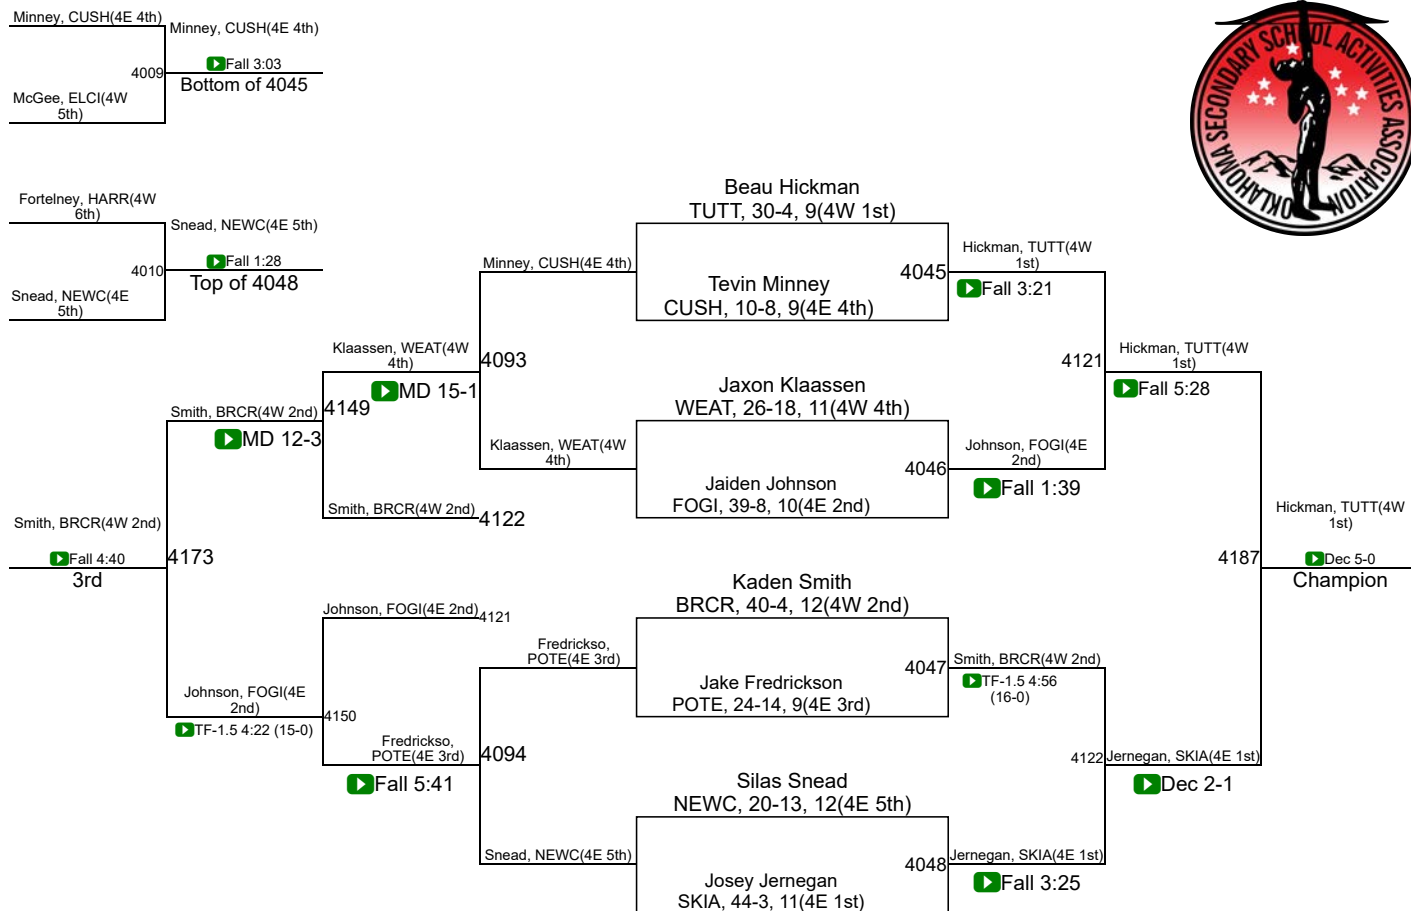 Minney, CUSH(4E 4th)
Minney, CUSH(4E 4th)
4009
Fall 3:03
Bottom of 4045
McGee, ELCI(4W
5th)
OKLAHOMA SECONDARY SCHOOL ACTIVITIES ASSOCIATION
Fortelney, HARR(4W
6th)
Snead, NEWC(4E 5th)
4010
Fall 1:28
Top of 4048
Snead, NEWC(4E
5th)
Beau Hickman
TUTT, 30-4, 9(4W 1st)
Minney, CUSH(4E 4th)
4045
Hickman, TUTT(4W
1st)
Fall 3:21
Tevin Minney
CUSH, 10-8, 9(4E 4th)
Klaassen, WEAT(4W
4th)
MD 15-1
4093
4121
Hickman, TUTT(4W
1st)
Fall 5:28
Jaxon Klaassen
WEAT, 26-18, 11(4W 4th)
Smith, BRCR(4W 2nd)
MD 12-3
4149
Klaassen, WEAT(4W
4th)
4046
Johnson, FOGI(4E
2nd)
Fall 1:39
Jaiden Johnson
FOGI, 39-8, 10(4E 2nd)
Smith, BRCR(4W 2nd)
4122
Smith, BRCR(4W 2nd)
Fall 4:40
3rd
4173
4187
Hickman, TUTT(4W
1st)
Dec 5-0
Champion
Kaden Smith
BRCR, 40-4, 12(4W 2nd)
Johnson, FOGI(4E 2nd)
4121
Fredrickso,
POTE(4E 3rd)
4047
Smith, BRCR(4W 2nd)
TF-1.5 4:56
(16-0)
Jake Fredrickson
POTE, 24-14, 9(4E 3rd)
Johnson, FOGI(4E
2nd)
TF-1.5 4:22 (15-0)
4150
Fredrickso,
POTE(4E 3rd)
Fall 5:41
4094
4122
Jernegan, SKIA(4E 1st)
Dec 2-1
Silas Snead
NEWC, 20-13, 12(4E 5th)
Snead, NEWC(4E 5th)
4048
Jernegan, SKIA(4E 1st)
Fall 3:25
Josey Jernegan
SKIA, 44-3, 11(4E 1st)